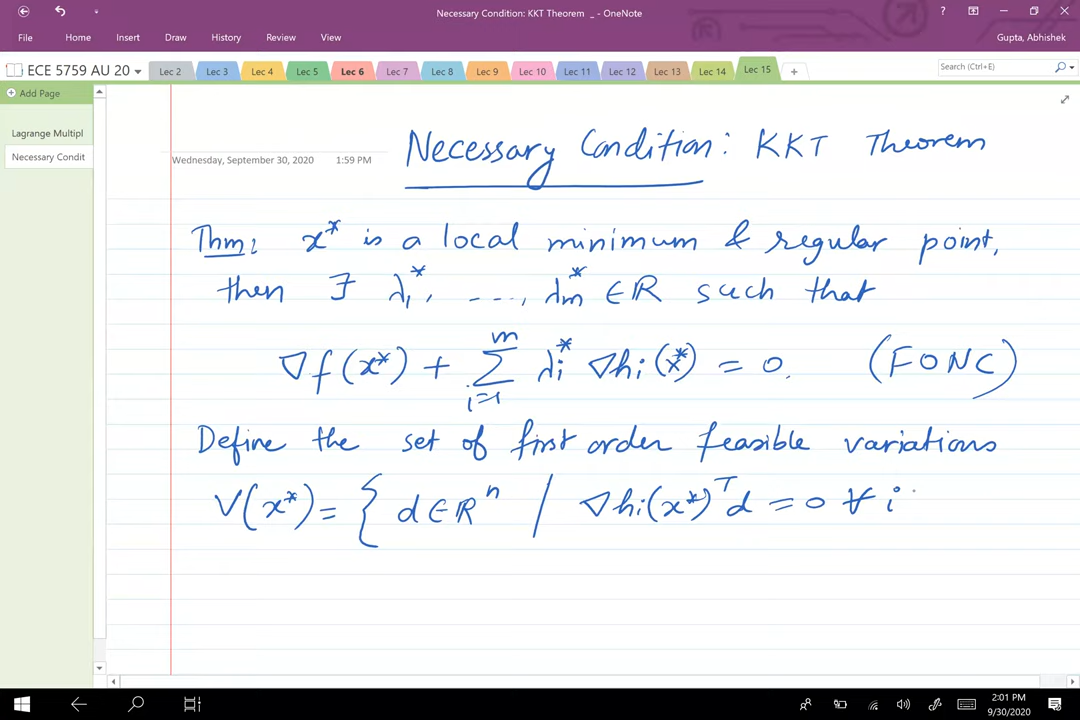 Necessary Condition: KKT Theorem _ - OneNote
File Home Insert Draw History Review View
Gupta, Abhishek
ECE 5759 AU 20
Lec 2 Lec 3 Lec 4 Lec 5 Lec 6 Lec 7 Lec 8 Lec 9 Lec 10 Lec 11 Lec 12 Lec 13 Lec 14 Lec 15
Search (Ctrl+E)
Add Page
Lagrange Multipl
Necessary Condit
Wednesday, September 30, 2020 1:59 PM
Necessary Condition: KKT Theorem
Thm: x* is a local minimum & regular point,
then ∃ λ₁*, ..., λₘ* ∈ ℝ such that
∇f(x*) + ∑_{i=1}^{m} λᵢ* ∇hᵢ(x*) = 0. (FONC)
Define the set of first order feasible variations
V(x*) = { d ∈ ℝⁿ / ∇hᵢ(x*)ᵀd = 0 ∀ i
2:01 PM
9/30/2020